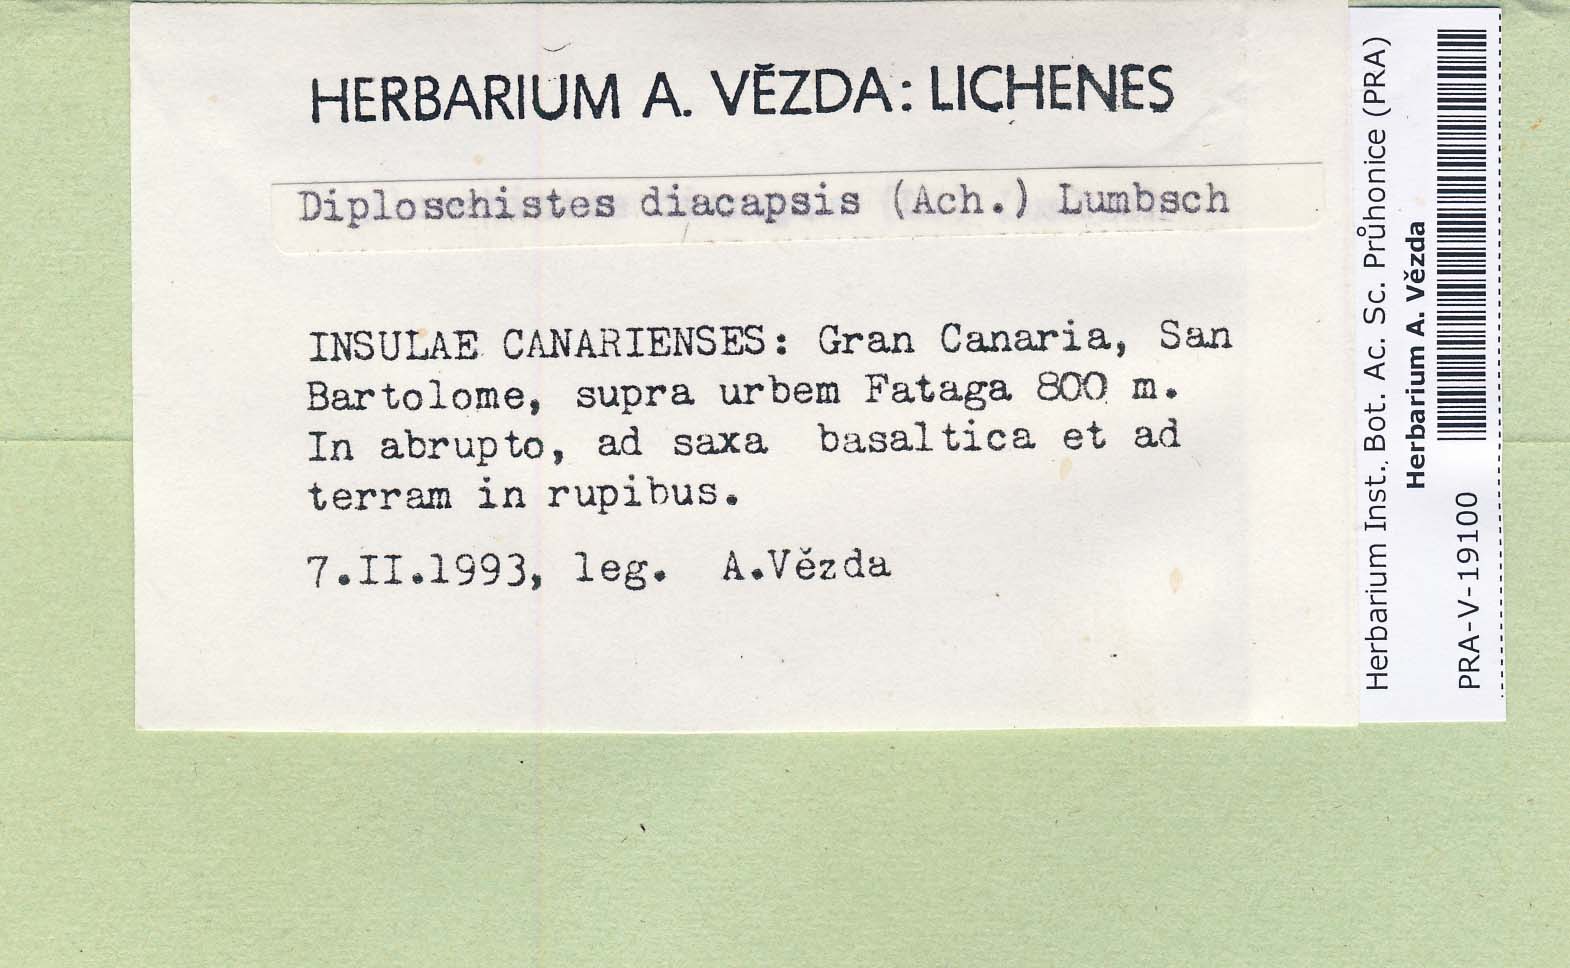 HERBARIUM A. VĚZDA: LICHENES
Diploschistes diacapsis (Ach.) Lumbsch
INSULAE CANARIENSES: Gran Canaria, San
Bartolome, supra urbem Fataga 800 m.
In abrupto, ad saxa basaltica et ad
terram in rupibus.
7.II.1993, leg. A.Vězda
Herbarium Inst. Bot. Ac. Sc. Průhonice (PRA)
Herbarium A. Vězda
PRA-V-19100